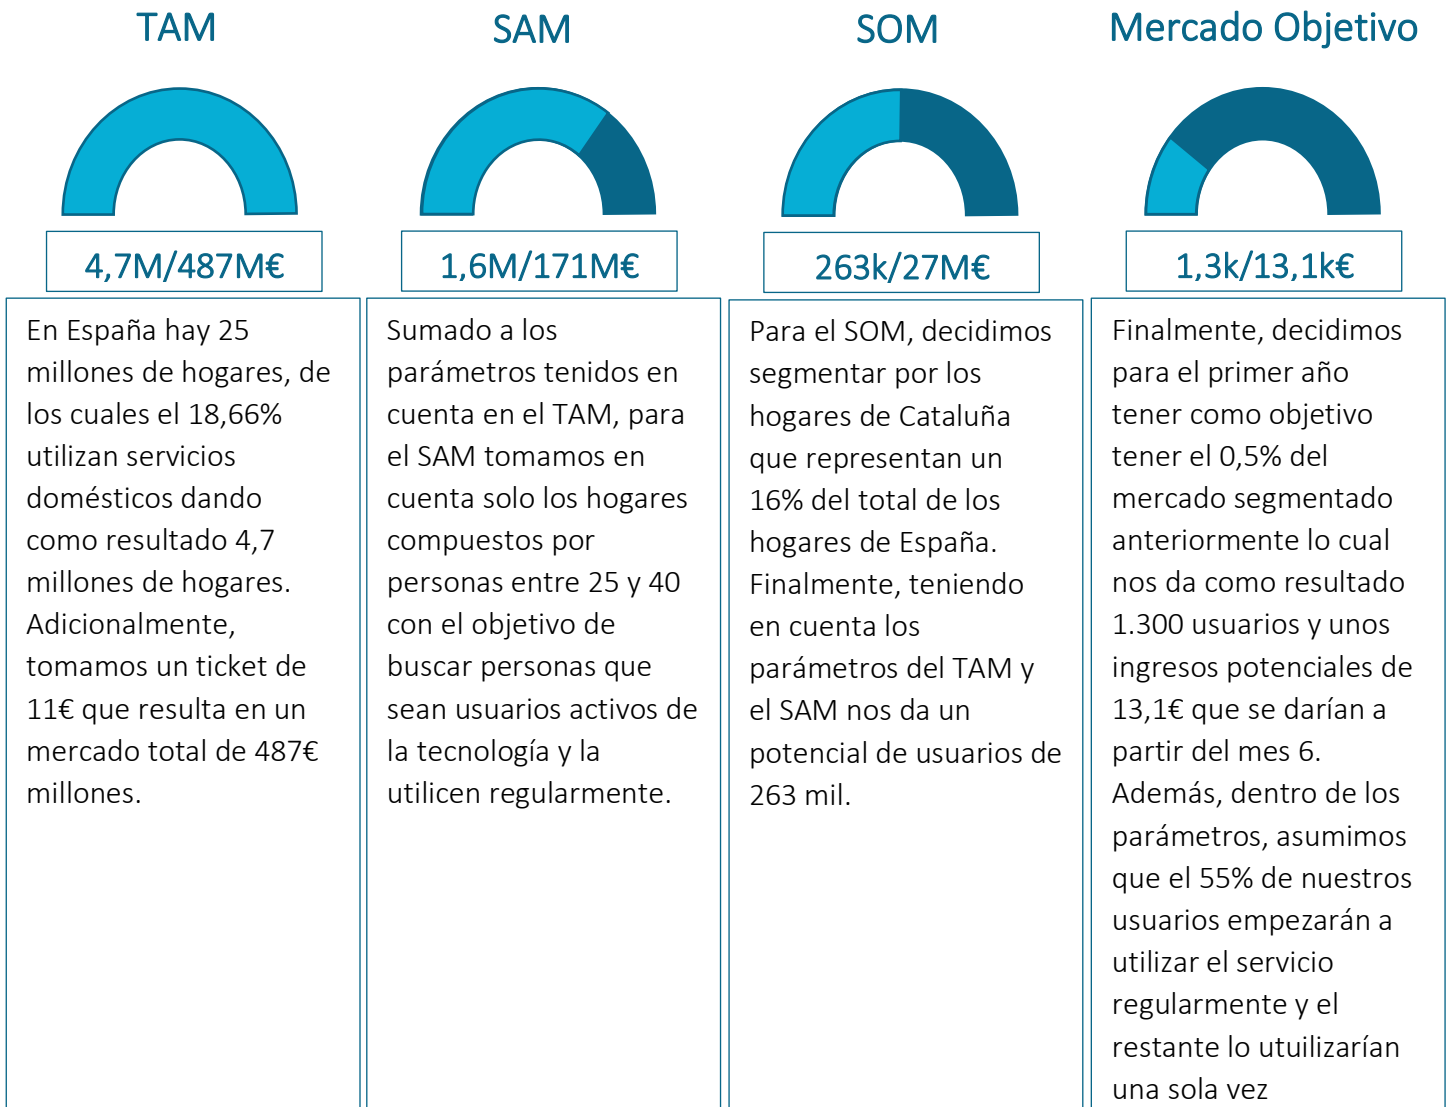 TAM
4,7M/487M€
En España hay 25
millones de hogares, de
los cuales el 18,66%
utilizan servicios
domésticos dando
como resultado 4,7
millones de hogares.
Adicionalmente,
tomamos un ticket de
11€ que resulta en un
mercado total de 487€
millones.
SAM
1,6M/171M€
Sumado a los
parámetros tenidos en
cuenta en el TAM, para
el SAM tomamos en
cuenta solo los hogares
compuestos por
personas entre 25 y 40
con el objetivo de
buscar personas que
sean usuarios activos de
la tecnología y la
utilicen regularmente.
SOM
263k/27M€
Para el SOM, decidimos
segmentar por los
hogares de Cataluña
que representan un
16% del total de los
hogares de España.
Finalmente, teniendo
en cuenta los
parámetros del TAM y
el SAM nos da un
potencial de usuarios de
263 mil.
Mercado Objetivo
1,3k/13,1k€
Finalmente, decidimos
para el primer año
tener como objetivo
tener el 0,5% del
mercado segmentado
anteriormente lo cual
nos da como resultado
1.300 usuarios y unos
ingresos potenciales de
13,1€ que se darían a
partir del mes 6.
Además, dentro de los
parámetros, asumimos
que el 55% de nuestros
usuarios empezarán a
utilizar el servicio
regularmente y el
restante lo utuilizarían
una sola vez